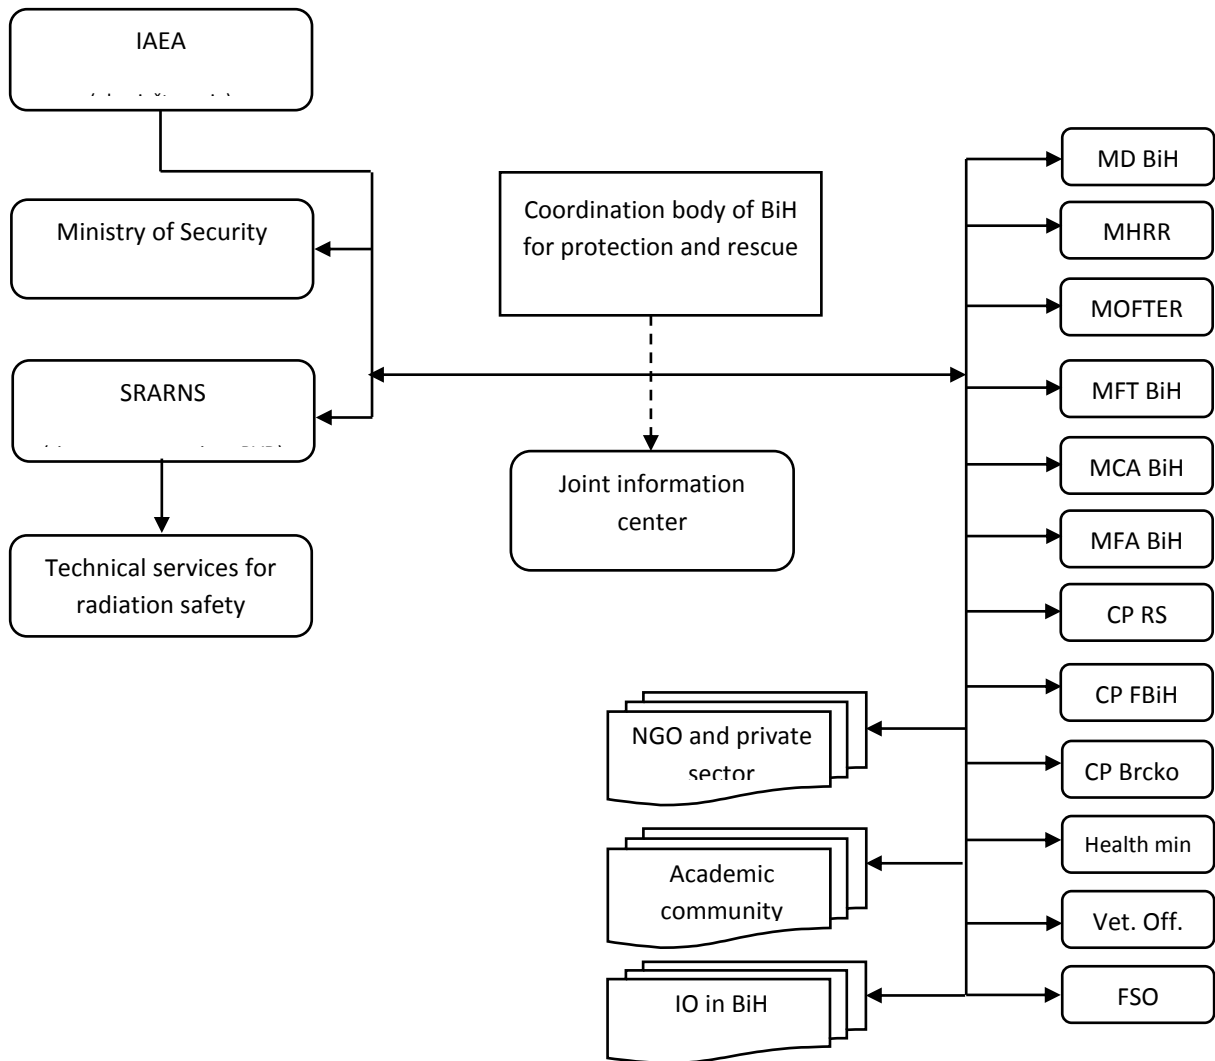 IAEA
Ministry of Security
SRARNS
Technical services for
radiation safety
Coordination body of BiH
for protection and rescue
Joint information
center
NGO and private
sector
Academic
community
IO in BiH
MD BiH
MHRR
MOFTER
MFT BiH
MCA BiH
MFA BiH
CP RS
CP FBiH
CP Brcko
Health min
Vet. Off.
FSO